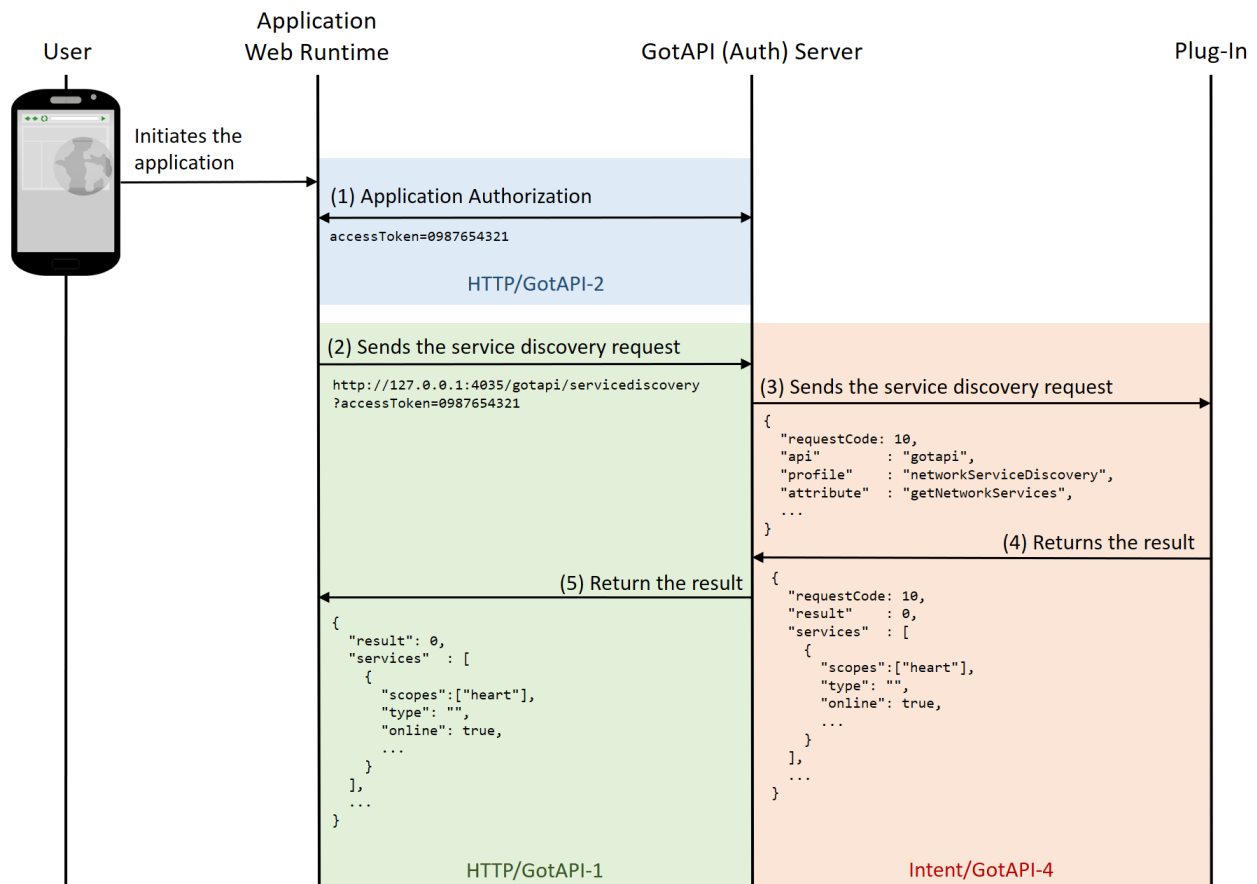 User
Application
Web Runtime
GotAPI (Auth) Server
Plug-In
Initiates the
application
(1) Application Authorization
accessToken=0987654321
HTTP/GotAPI-2
(2) Sends the service discovery request
http://127.0.0.1:4035/gotapi/servicediscovery
?accessToken=0987654321
(3) Sends the service discovery request
{
"requestCode: 10,
"api" : "gotapi",
"profile" : "networkServiceDiscovery",
"attribute" : "getNetworkServices",
...
}
(4) Returns the result
{
"requestCode: 10,
"result" : 0,
"services" : [
{
"scopes":["heart"],
"type": "",
"online": true,
...
}
],
...
}
(5) Return the result
{
"result": 0,
"services" : [
{
"scopes":["heart"],
"type": "",
"online": true,
...
}
],
...
}
HTTP/GotAPI-1
Intent/GotAPI-4